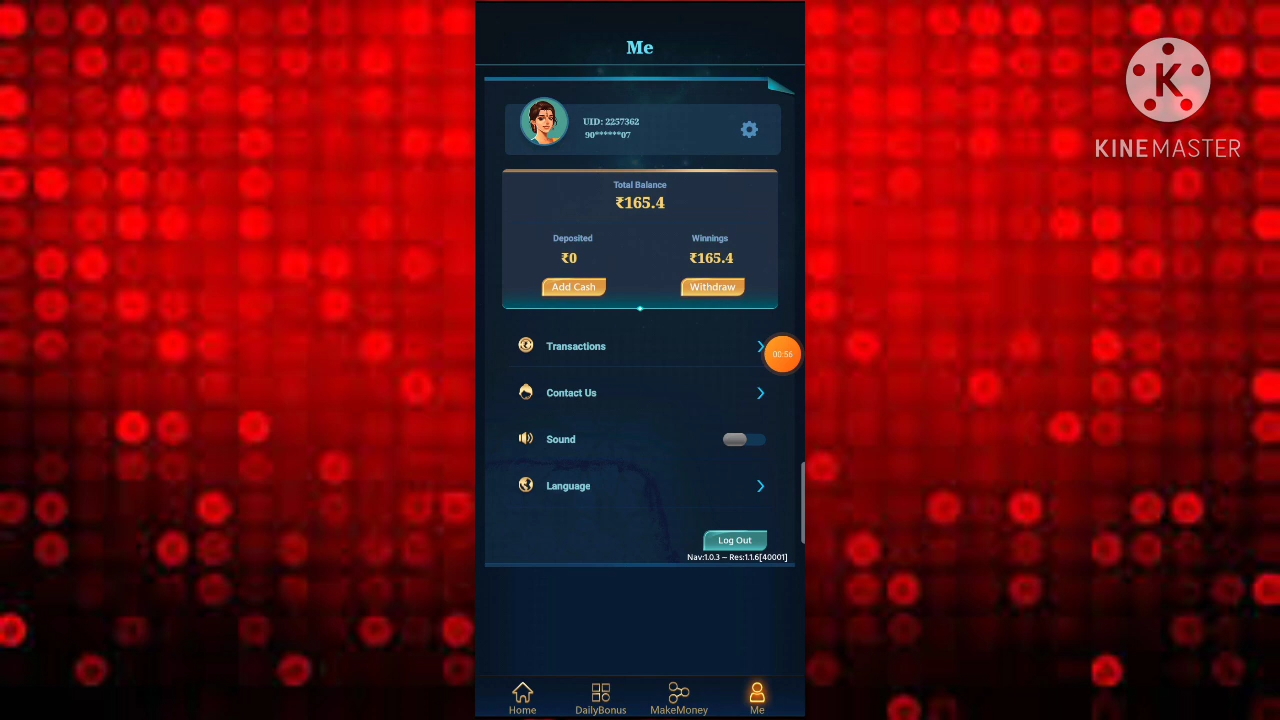 Me
UID: 2257362
90******07
Total Balance
₹165.4
Deposited
Winnings
₹0
₹165.4
Add Cash
Withdraw
Transactions
00:56
Contact Us
Sound
Language
Log Out
Nav:1.0.3 – Res:1.1.6[40001]
Home
DailyBonus
MakeMoney
Me
K
KINEMASTER